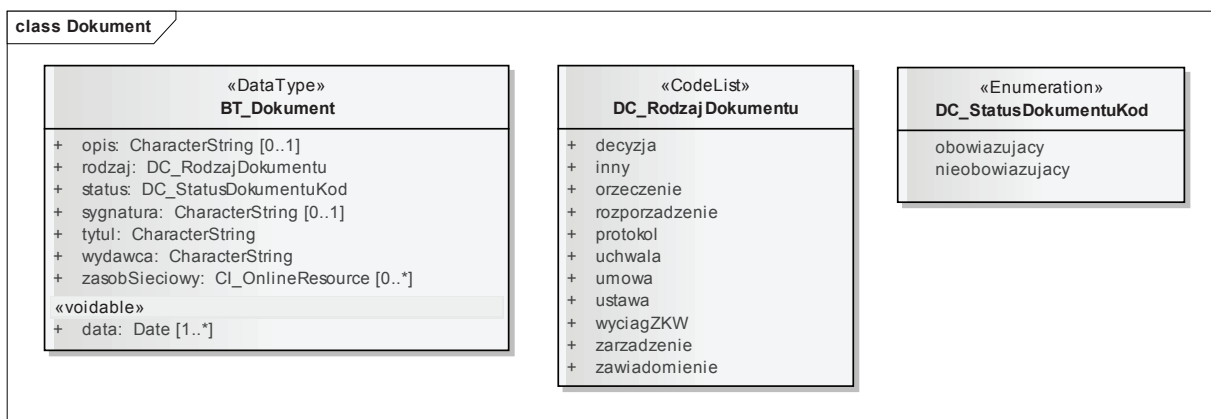 class Dokument
«DataType»
BT_Dokument
+ opis: CharacterString [0..1]
+ rodzaj: DC_RodzajDokumentu
+ status: DC_StatusDokumentuKod
+ sygnatura: CharacterString [0..1]
+ tytul: CharacterString
+ wydawca: CharacterString
+ zasobSieciowy: CI_OnlineResource [0..*]
«voidable»
+ data: Date [1..*]
«CodeList»
DC_RodzajDokumentu
+ decyzja
+ inny
+ orzeczenie
+ rozporzadzenie
+ protokol
+ uchwala
+ umowa
+ ustawa
+ wyciagZKW
+ zarzadzenie
+ zawiadomienie
«Enumeration»
DC_StatusDokumentuKod
obowiazujacy
nieobowiazujacy